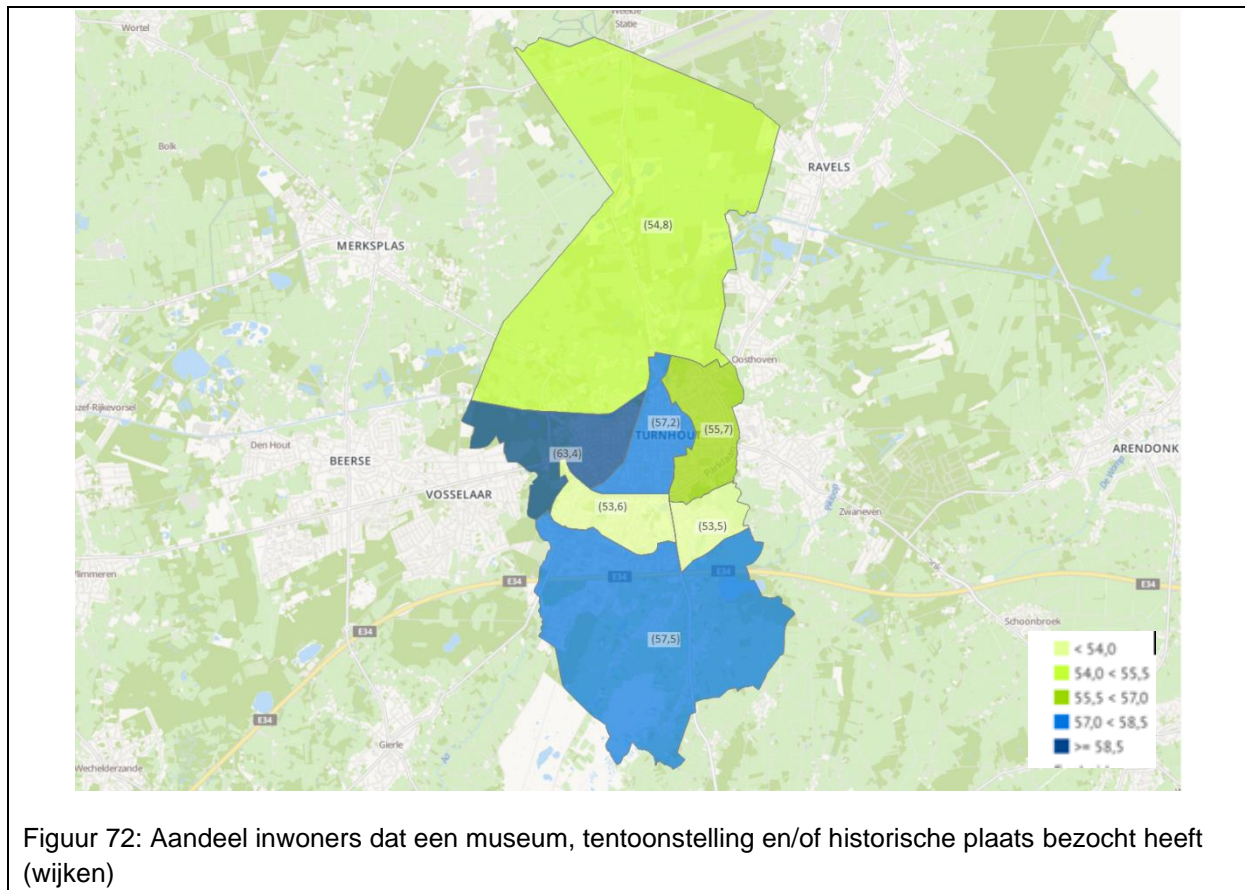 Wortel
Weelde
Statie
Bolk
RAVELS
(54,8)
MERKSPLAS
Oosthoven
Den Hout
(57,2)
TURNHOUT
(55,7)
ARENDONK
BEERSE
(63,4)
VOSSELAAR
(53,6)
(53,5)
Zwaneven
E34
E34
E34
E34
E34
E34
Schoonbroek
(57,5)
Gierle
Wechelderzande
< 54,0
54,0 < 55,5
55,5 < 57,0
57,0 < 58,5
>= 58,5
Figuur 72: Aandeel inwoners dat een museum, tentoonstelling en/of historische plaats bezocht heeft
(wijken)